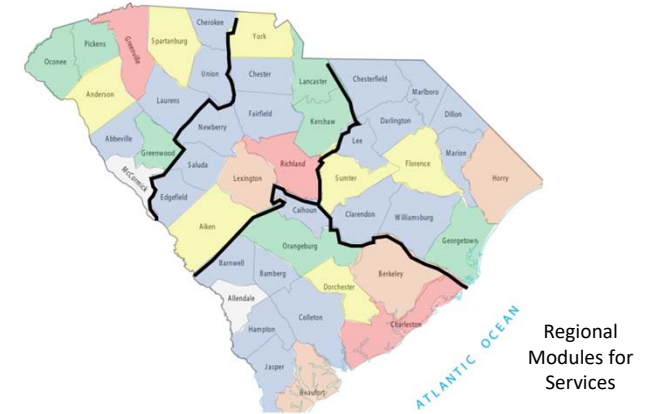 Cherokee
York
Spartanburg
Greenville
Pickens
Oconee
Union
Chester
Lancaster
Chesterfield
Marlboro
Anderson
Laurens
Fairfield
Kershaw
Darlington
Dillon
Newberry
Abbeville
Greenwood
Lee
Marion
Florence
McCormick
Saluda
Richland
Lexington
Sumter
Horry
Edgefield
Aiken
Calhoun
Clarendon
Williamsburg
Georgetown
Orangeburg
Barnwell
Bamberg
Berkeley
Dorchester
Allendale
Colleton
Charleston
Hampton
Jasper
Beaufort
ATLANTIC OCEAN
Regional
Modules for
Services